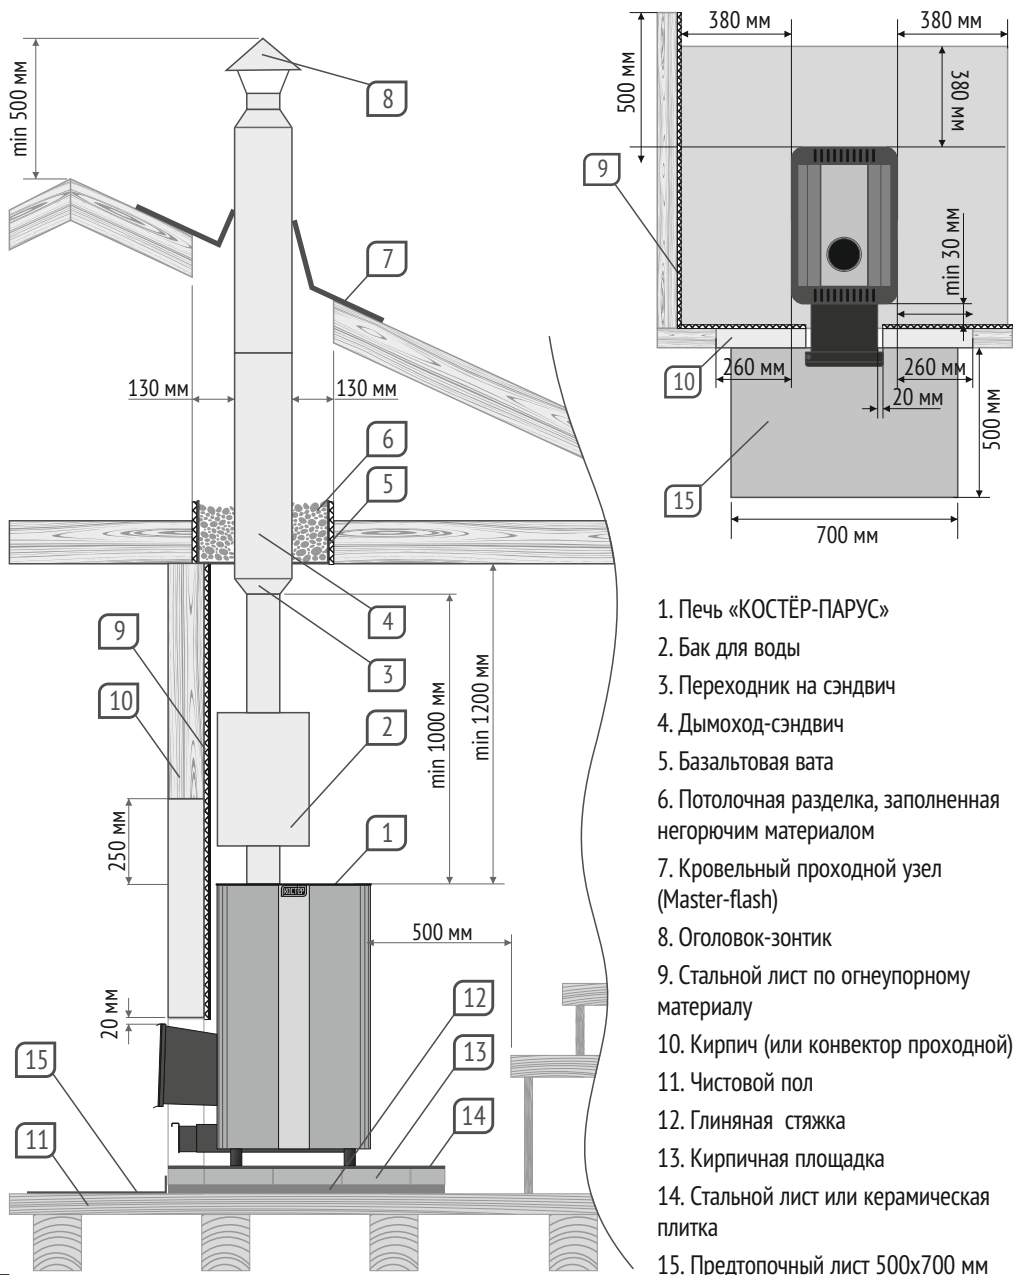 min 500 мм
8
7
130 мм
130 мм
6
5
4
3
9
10
2
min 1000 мм
min 1200 мм
250 мм
1
КОСТЁР
500 мм
20 мм
12
13
14
15
11
380 мм
380 мм
500 мм
380 мм
9
min 30 мм
10
260 мм
260 мм
20 мм
500 мм
15
700 мм
1. Печь «КОСТЁР-ПАРУС»
2. Бак для воды
3. Переходник на сэндвич
4. Дымоход-сэндвич
5. Базальтовая вата
6. Потолочная разделка, заполненная
негорючим материалом
7. Кровельный проходной узел
(Master-flash)
8. Оголовок-зонтик
9. Стальной лист по огнеупорному
материалу
10. Кирпич (или конвектор проходной)
11. Чистовой пол
12. Глиняная стяжка
13. Кирпичная площадка
14. Стальной лист или керамическая
плитка
15. Предтопочный лист 500х700 мм